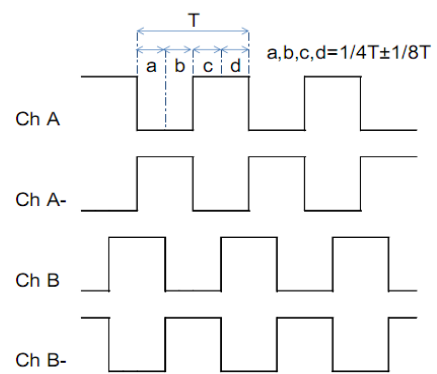 T
a b c d
a,b,c,d=1/4T±1/8T
Ch A
Ch A-
Ch B
Ch B-